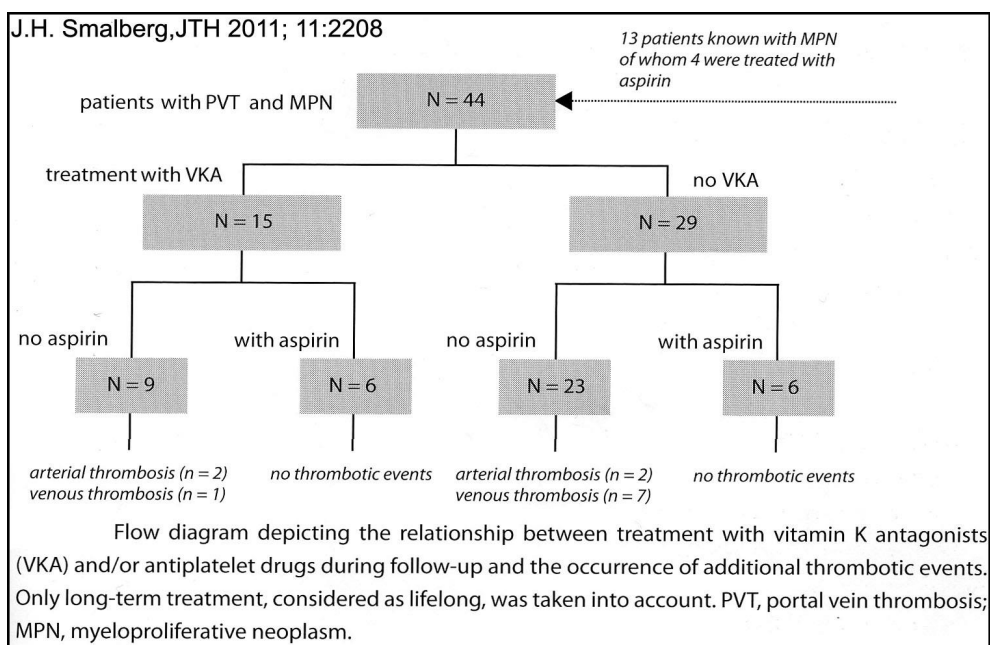 J.H. Smalberg,JTH 2011; 11:2208
13 patients known with MPN
of whom 4 were treated with
aspirin
patients with PVT and MPN
N = 44
treatment with VKA
no VKA
N = 15
N = 29
no aspirin
with aspirin
no aspirin
with aspirin
N = 9
N = 6
N = 23
N = 6
arterial thrombosis (n = 2)
venous thrombosis (n = 1)
no thrombotic events
arterial thrombosis (n = 2)
venous thrombosis (n = 7)
no thrombotic events
Flow diagram depicting the relationship between treatment with vitamin K antagonists
(VKA) and/or antiplatelet drugs during follow-up and the occurrence of additional thrombotic events.
Only long-term treatment, considered as lifelong, was taken into account. PVT, portal vein thrombosis;
MPN, myeloproliferative neoplasm.